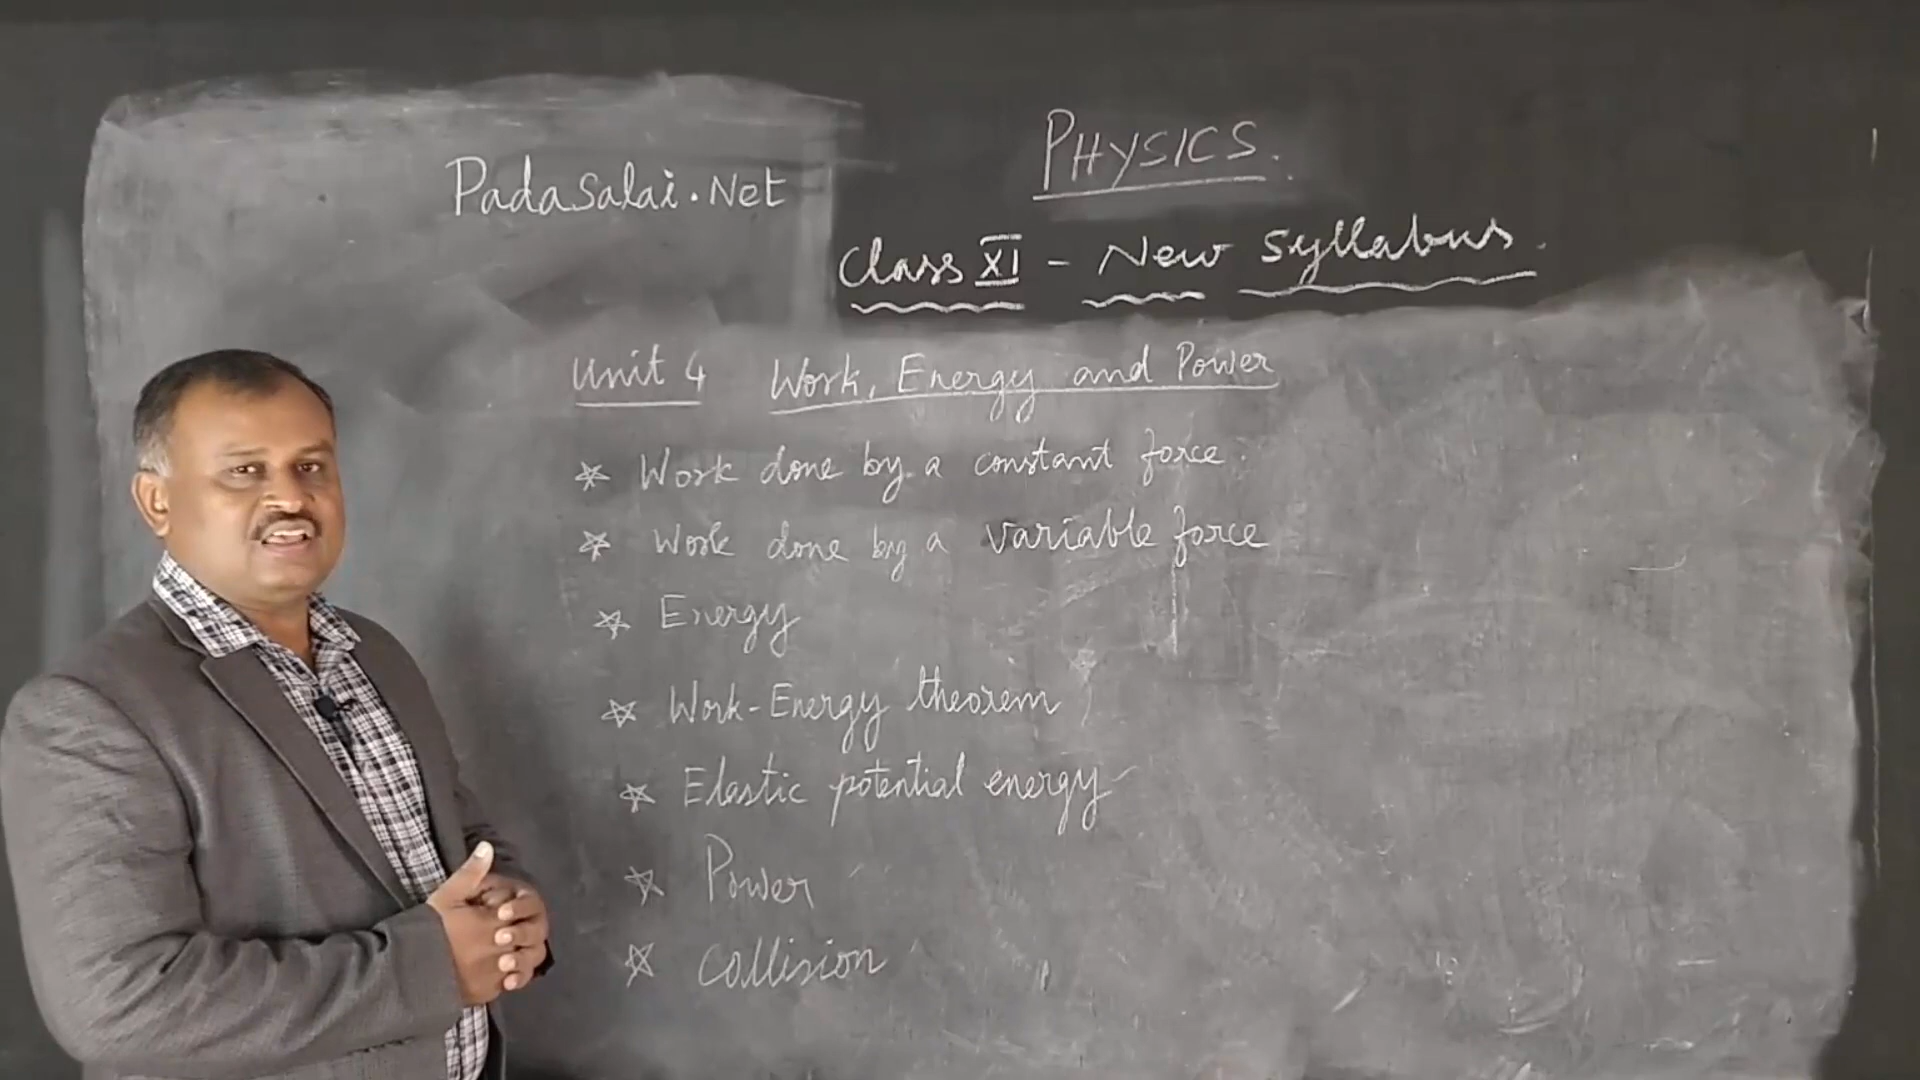 PadaSalai.Net
PHYSICS.
Class XI - New Syllabus.
Unit 4 Work, Energy and Power
* Work done by a constant force.
* Work done by a variable force
* Energy
* Work-Energy theorem
* Elastic potential energy
* Power
* Collision